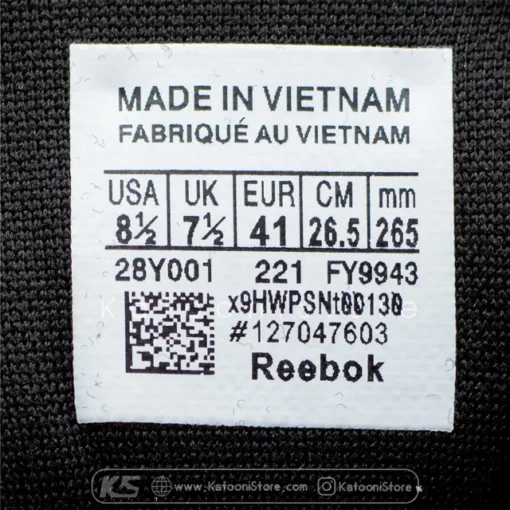 MADE IN VIETNAM
FABRIQUÉ AU VIETNAM
USA UK EUR CM mm
8½ 7½ 41 26.5 265
28Y001 221 FY9943
#127047603
Reebok
KS www.KatooniStore.com KatooniStore